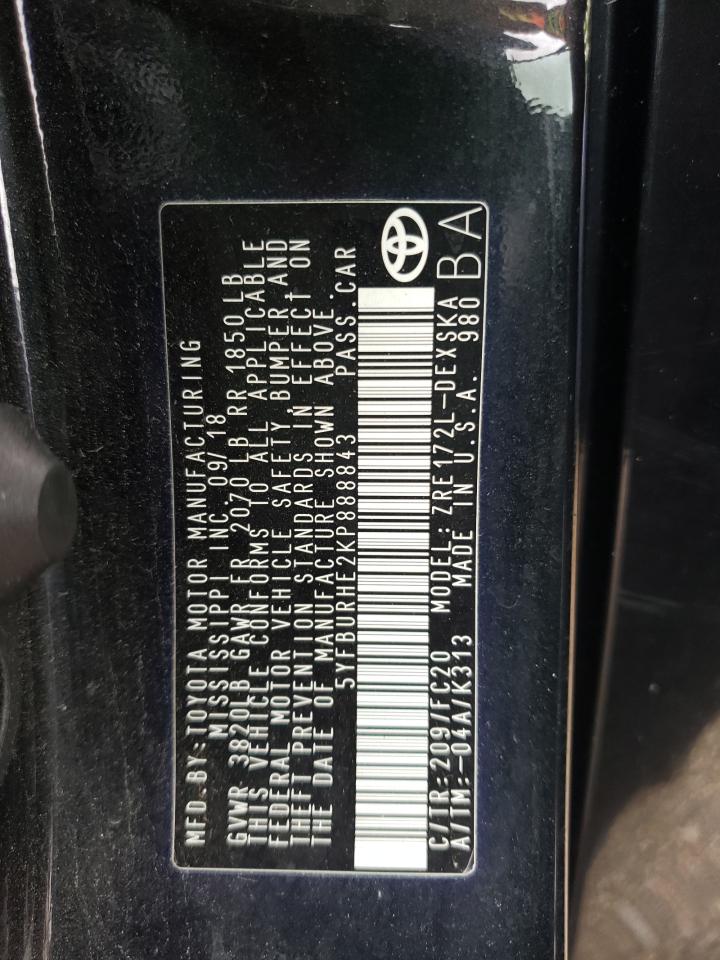 MFD.BY:TOYOTA MOTOR MANUFACTURING
MISSISSIPPI INC. 09/18
GVWR 3820LB GAWR FR 2070 LB RR 1850 LB
THIS VEHICLE CONFORMS TO ALL APPLICABLE
FEDERAL MOTOR VEHICLE SAFETY, BUMPER AND
THEFT PREVENTION STANDARDS IN EFFECT ON
THE DATE OF MANUFACTURE SHOWN ABOVE.
5YFBURHE2KP888843 PASS.CAR
C/TR:209/FC20 MODEL:ZRE172L-DEXSKA
A/TM:-04A/K313 MADE IN U.S.A. 980
BA